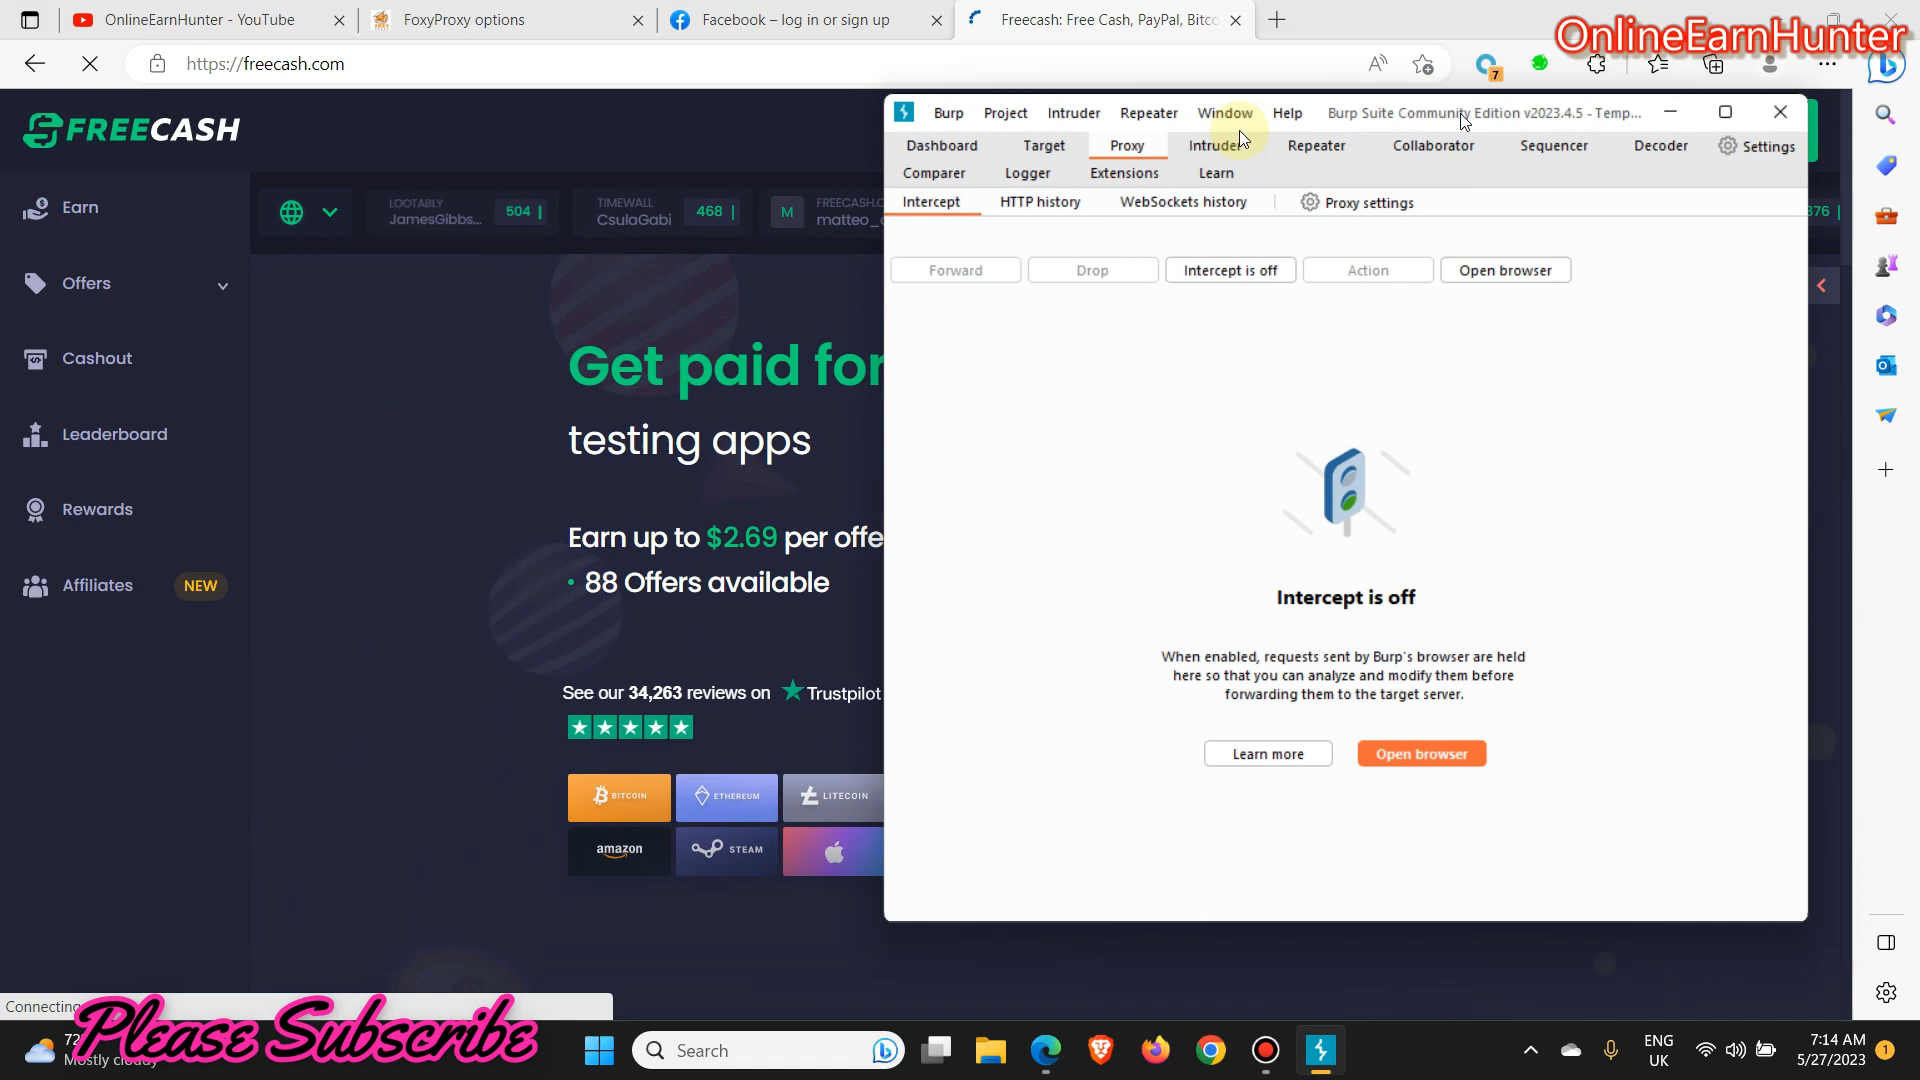 OnlineEarnHunter - YouTube
FoxyProxy options
Facebook – log in or sign up
Freecash: Free Cash, PayPal, Bitco
OnlineEarnHunter
https://freecash.com
A
7
FREECASH
Earn
Offers
Cashout
Leaderboard
Rewards
Affiliates
NEW
LOOTABLY
JamesGibbs...
504
TIMEWALL
CsulaGabi
468
M
FREECASH.C
matteo_
376
Get paid for
testing apps
Earn up to $2.69 per offe
• 88 Offers available
See our 34,263 reviews on
Trustpilot
BITCOIN
ETHEREUM
LITECOIN
amazon
STEAM
Burp
Project
Intruder
Repeater
Window
Help
Burp Suite Community Edition v2023.4.5 - Temp...
Dashboard
Target
Proxy
Intruder
Repeater
Collaborator
Sequencer
Decoder
Settings
Comparer
Logger
Extensions
Learn
Intercept
HTTP history
WebSockets history
Proxy settings
Forward
Drop
Intercept is off
Action
Open browser
Intercept is off
When enabled, requests sent by Burp's browser are held
here so that you can analyze and modify them before
forwarding them to the target server.
Learn more
Open browser
Connecting
Please Subscribe
Mostly cloudy
Search
ENG
UK
7:14 AM
5/27/2023
1